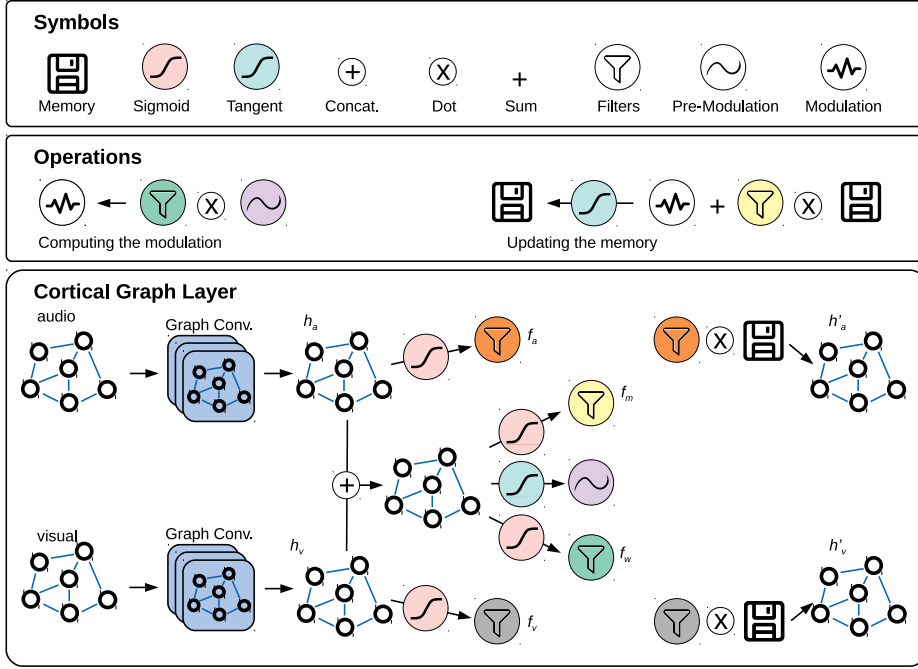 Symbols
Memory Sigmoid Tangent Concat. Dot Sum Filters Pre-Modulation Modulation
Operations
Computing the modulation Updating the memory
Cortical Graph Layer
audio
Graph Conv. h_a f_a h'_a
f_m
visual
Graph Conv. h_v f_w h'_v
f_v